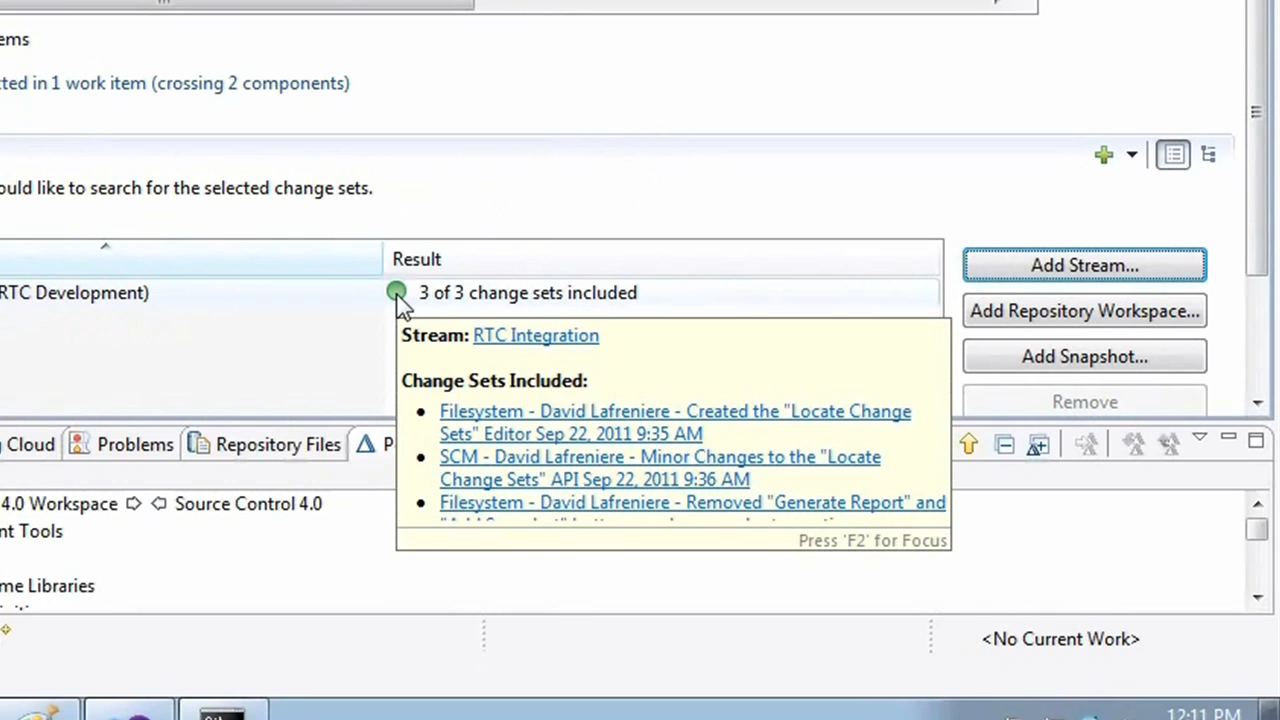 ems
ted in 1 work item (crossing 2 components)
ould like to search for the selected change sets.
Result
Add Stream...
RTC Development)
3 of 3 change sets included
Add Repository Workspace...
Stream: RTC Integration
Add Snapshot...
Change Sets Included:
Remove
Filesystem - David Lafreniere - Created the "Locate Change
Sets" Editor Sep 22, 2011 9:35 AM
SCM - David Lafreniere - Minor Changes to the "Locate
Change Sets" API Sep 22, 2011 9:36 AM
Filesystem - David Lafreniere - Removed "Generate Report" and
Press 'F2' for Focus
Cloud Problems Repository Files P
4.0 Workspace Source Control 4.0
nt Tools
me Libraries
<No Current Work>
12:11 PM